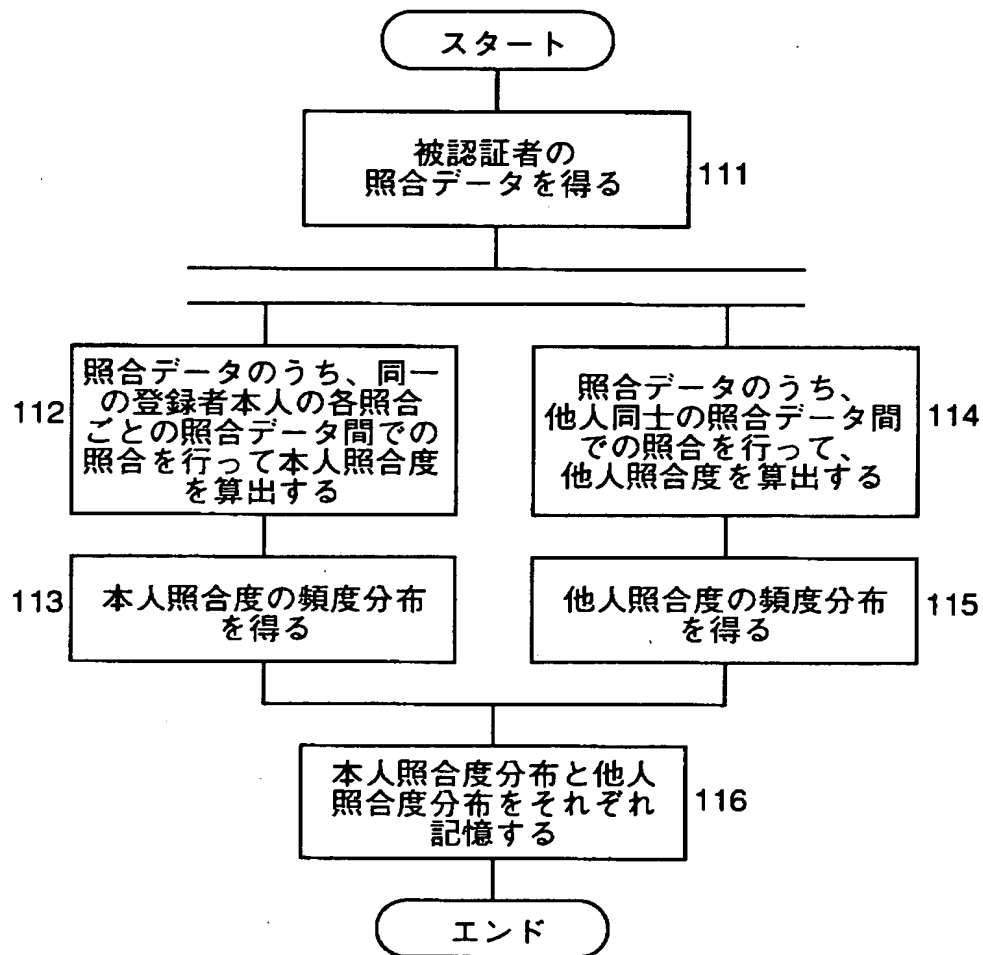 スタート
被認証者の
照合データを得る
111
照合データのうち、同一
の登録者本人の各照合
ごとの照合データ間での
照合を行って本人照合度
を算出する
112
照合データのうち、
他人同士の照合データ間
での照合を行って、
他人照合度を算出する
114
113
本人照合度の頻度分布
を得る
他人照合度の頻度分布
を得る
115
本人照合度分布と他人
照合度分布をそれぞれ
記憶する
116
エンド